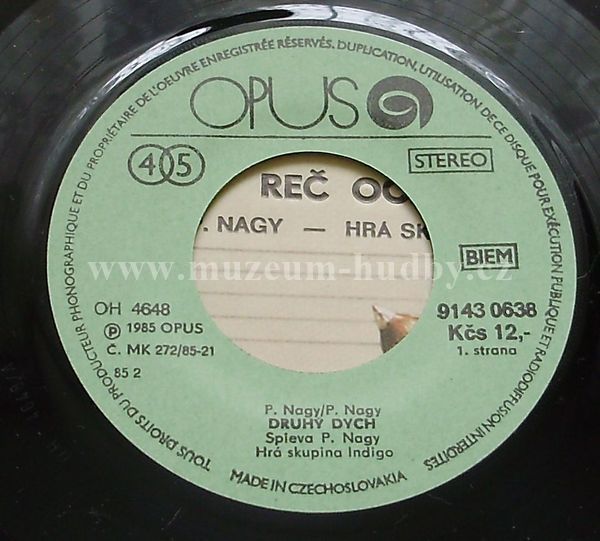 TOUS DROITS DU PRODUCTEUR PHONOGRAPHIQUE ET DU PROPRIÉTAIRE DE L'OEUVRE ENREGISTRÉE RÉSERVÉS. DUPLICATION, UTILISATION DE CE DISQUE POUR EXÉCUTION PUBLIQUE ET RADIODIFFUSION INTERDITES
OPUS
45
STEREO
REČ OČ
. NAGY — HRÁ SK
BIEM
www.muzeum-hudby.cz
OH 4648
9143 0638
℗ 1985 OPUS
Kčs 12,-
Č. MK 272/85-21
1. strana
85 2
P. Nagy/P. Nagy
DRUHÝ DYCH
Spieva P. Nagy
Hrá skupina Indigo
MADE IN CZECHOSLOVAKIA